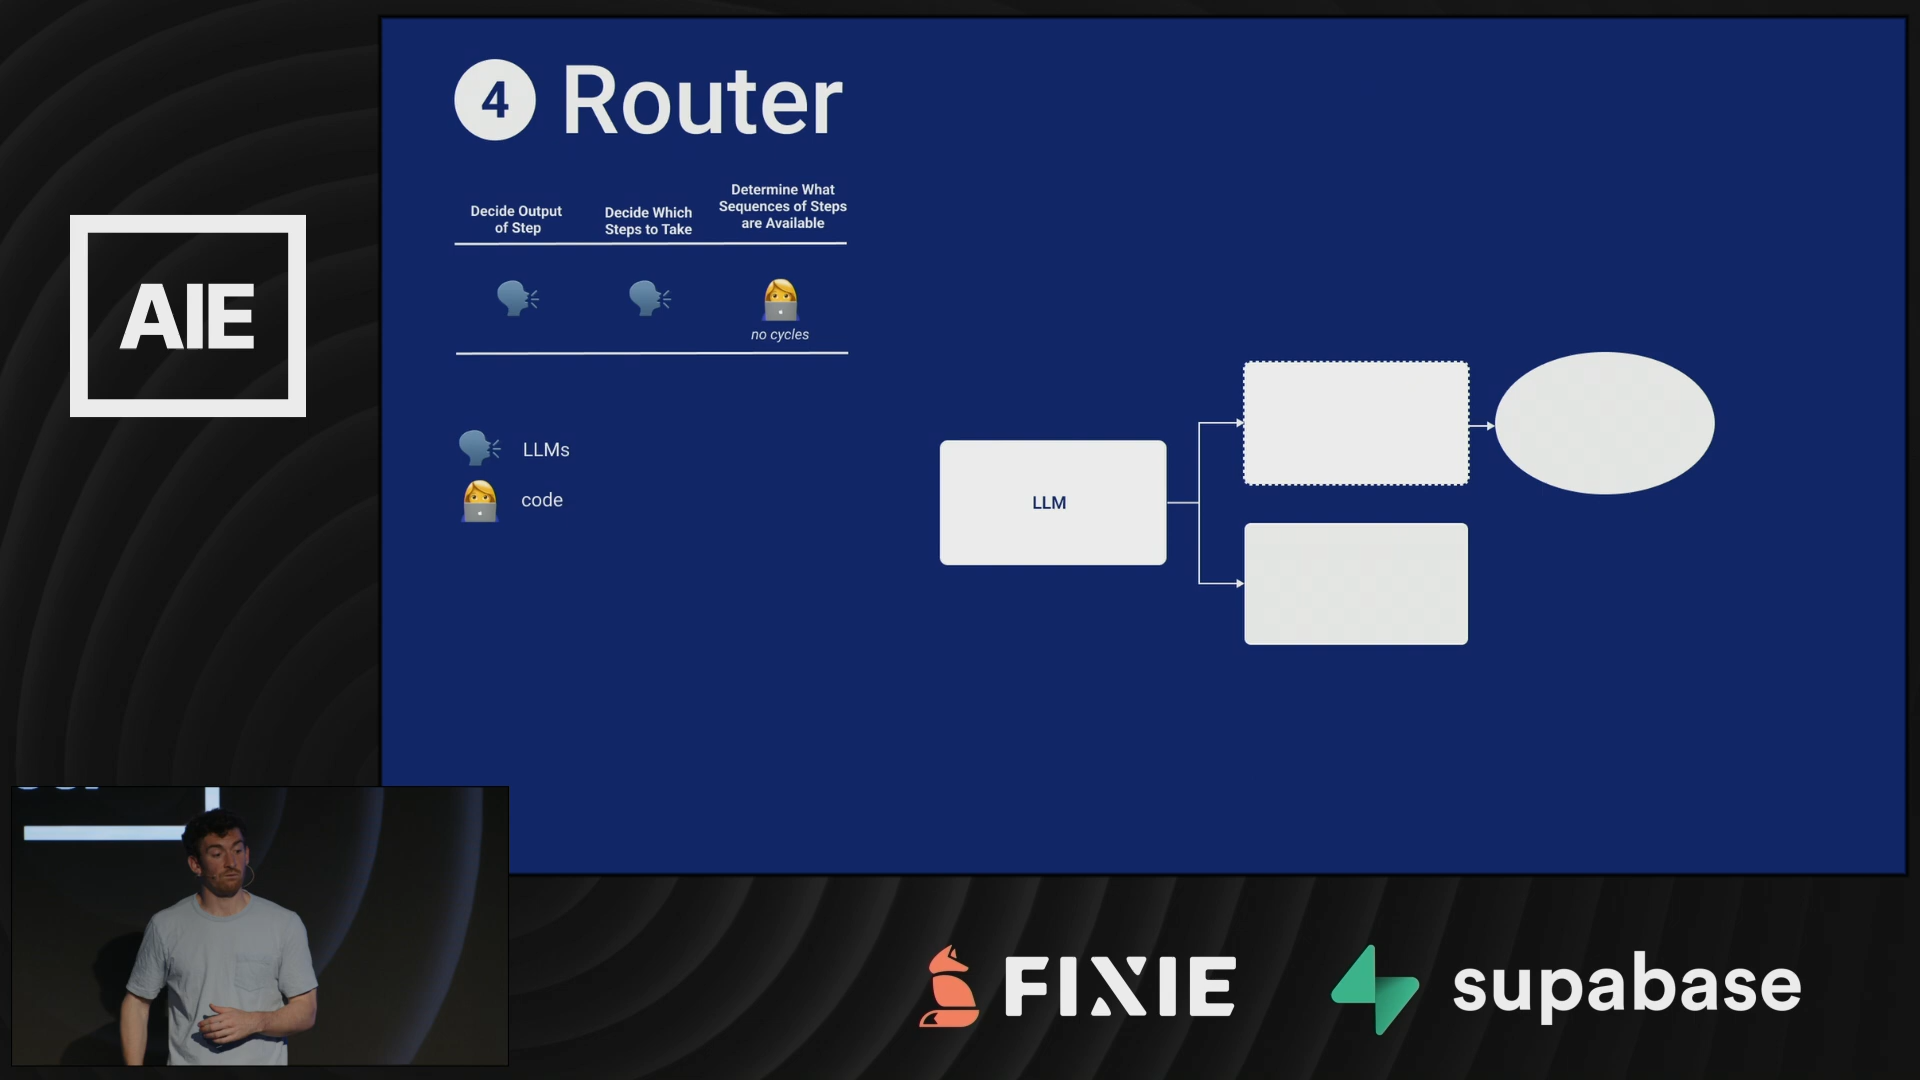 4 Router
Decide Output
of Step
Decide Which
Steps to Take
Determine What
Sequences of Steps
are Available
no cycles
LLMs
code
LLM
AIE
FIXIE
supabase